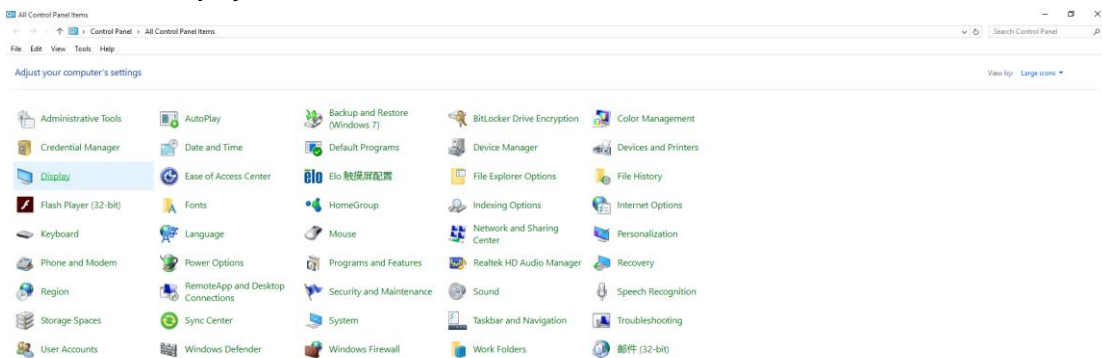 All Control Panel Items
Control Panel › All Control Panel Items
Search Control Panel
File Edit View Tools Help
Adjust your computer's settings
View by: Large icons
Administrative Tools
AutoPlay
Backup and Restore
(Windows 7)
BitLocker Drive Encryption
Color Management
Credential Manager
Date and Time
Default Programs
Device Manager
Devices and Printers
Display
Ease of Access Center
elo
Elo 触摸屏配置
File Explorer Options
File History
Flash Player (32-bit)
Fonts
HomeGroup
Indexing Options
Internet Options
Keyboard
Language
Mouse
Network and Sharing
Center
Personalization
Phone and Modem
Power Options
Programs and Features
Realtek HD Audio Manager
Recovery
Region
RemoteApp and Desktop
Connections
Security and Maintenance
Sound
Speech Recognition
Storage Spaces
Sync Center
System
Taskbar and Navigation
Troubleshooting
User Accounts
Windows Defender
Windows Firewall
Work Folders
邮件 (32-bit)